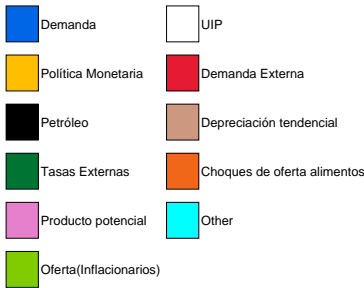 Demanda
UIP
Política Monetaria
Demanda Externa
Petróleo
Depreciación tendencial
Tasas Externas
Choques de oferta alimentos
Producto potencial
Other
Oferta(Inflacionarios)